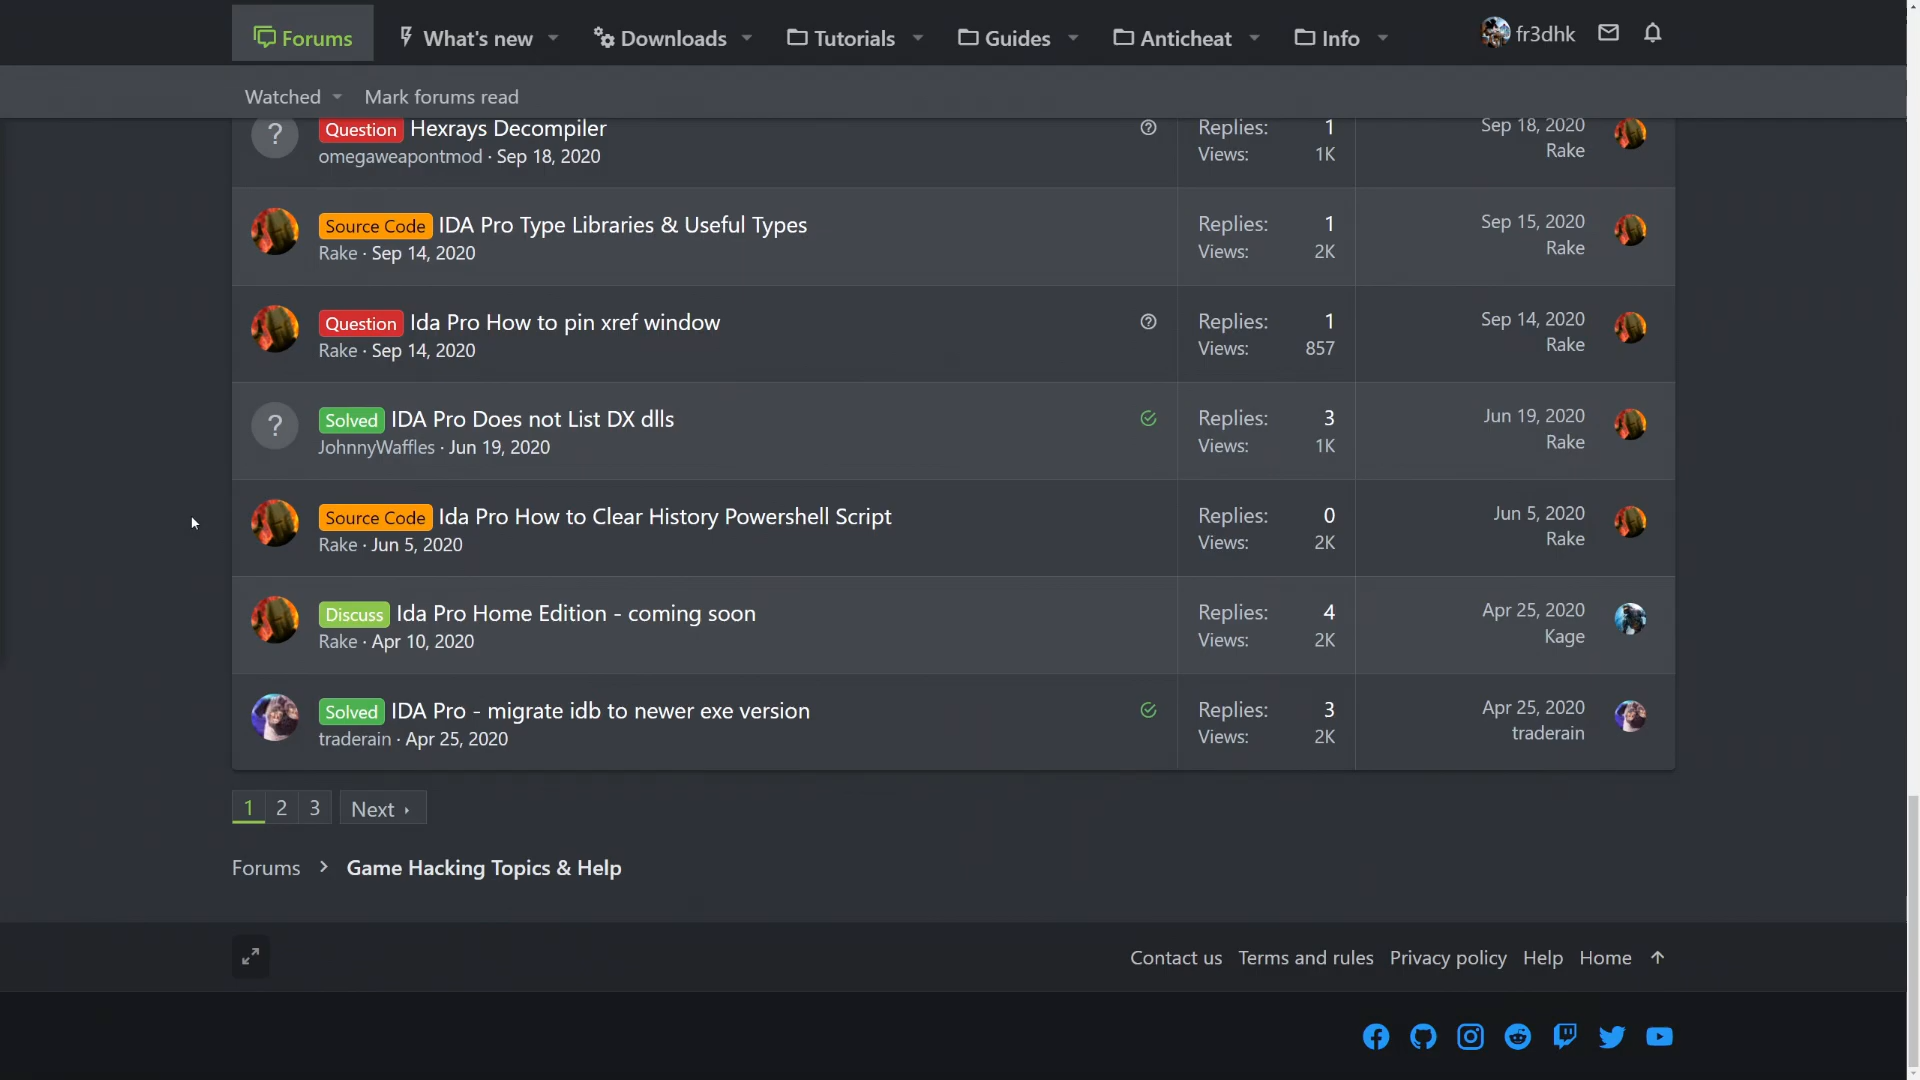 Forums What's new Downloads Tutorials Guides Anticheat Info fr3dhk
Watched Mark forums read
? Question Hexrays Decompiler Replies: 1 Sep 18, 2020
omegaweapontmod · Sep 18, 2020 Views: 1K Rake
Source Code IDA Pro Type Libraries & Useful Types Replies: 1 Sep 15, 2020
Rake · Sep 14, 2020 Views: 2K Rake
Question Ida Pro How to pin xref window Replies: 1 Sep 14, 2020
Rake · Sep 14, 2020 Views: 857 Rake
? Solved IDA Pro Does not List DX dlls Replies: 3 Jun 19, 2020
JohnnyWaffles · Jun 19, 2020 Views: 1K Rake
Source Code Ida Pro How to Clear History Powershell Script Replies: 0 Jun 5, 2020
Rake · Jun 5, 2020 Views: 2K Rake
Discuss Ida Pro Home Edition - coming soon Replies: 4 Apr 25, 2020
Rake · Apr 10, 2020 Views: 2K Kage
Solved IDA Pro - migrate idb to newer exe version Replies: 3 Apr 25, 2020
traderain · Apr 25, 2020 Views: 2K traderain
1 2 3 Next
Forums > Game Hacking Topics & Help
Contact us Terms and rules Privacy policy Help Home